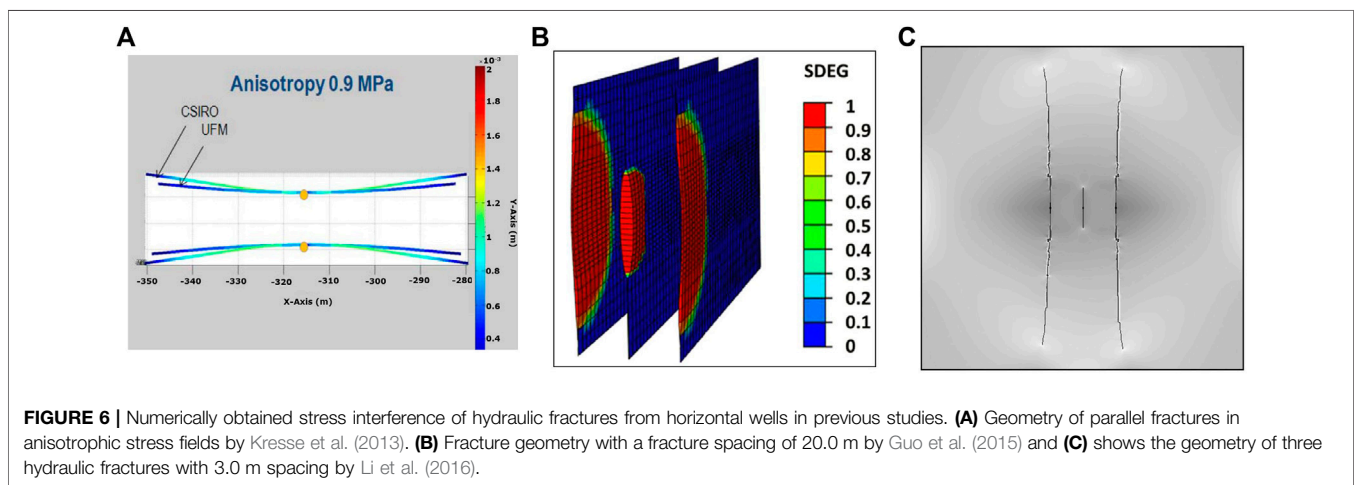 A
Anisotropy 0.9 MPa
CSIRO
UFM
-350 -340 -330 -320 -310 -300 -290 -280
X-Axis (m)
Y-Axis (m)
2
1.8
1.6
1.4
1.2
1
0.8
0.6
0.4
B
SDEG
1
0.9
0.8
0.7
0.6
0.5
0.4
0.3
0.2
0.1
0
C
FIGURE 6 | Numerically obtained stress interference of hydraulic fractures from horizontal wells in previous studies. (A) Geometry of parallel fractures in
anisotrophic stress fields by Kresse et al. (2013). (B) Fracture geometry with a fracture spacing of 20.0 m by Guo et al. (2015) and (C) shows the geometry of three
hydraulic fractures with 3.0 m spacing by Li et al. (2016).